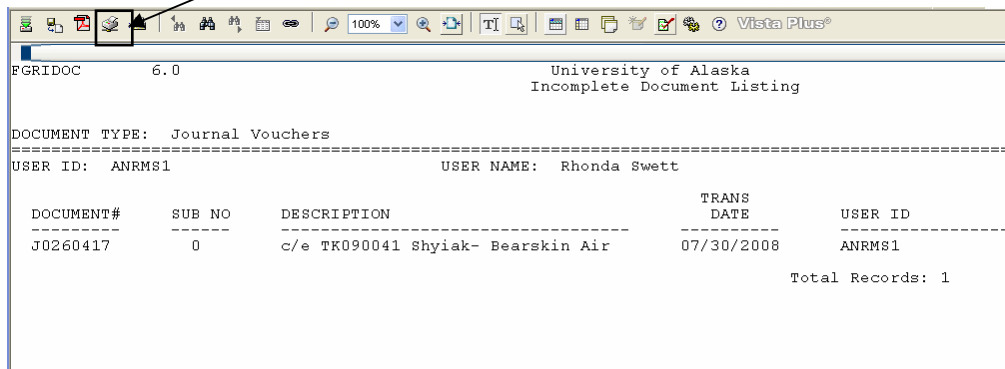 100% TI Vista Plus®
FGRIDOC 6.0 University of Alaska
Incomplete Document Listing
DOCUMENT TYPE: Journal Vouchers
USER ID: ANRMS1 USER NAME: Rhonda Swett
TRANS
DOCUMENT# SUB NO DESCRIPTION DATE USER ID
J0260417 0 c/e TK090041 Shyiak- Bearskin Air 07/30/2008 ANRMS1
Total Records: 1